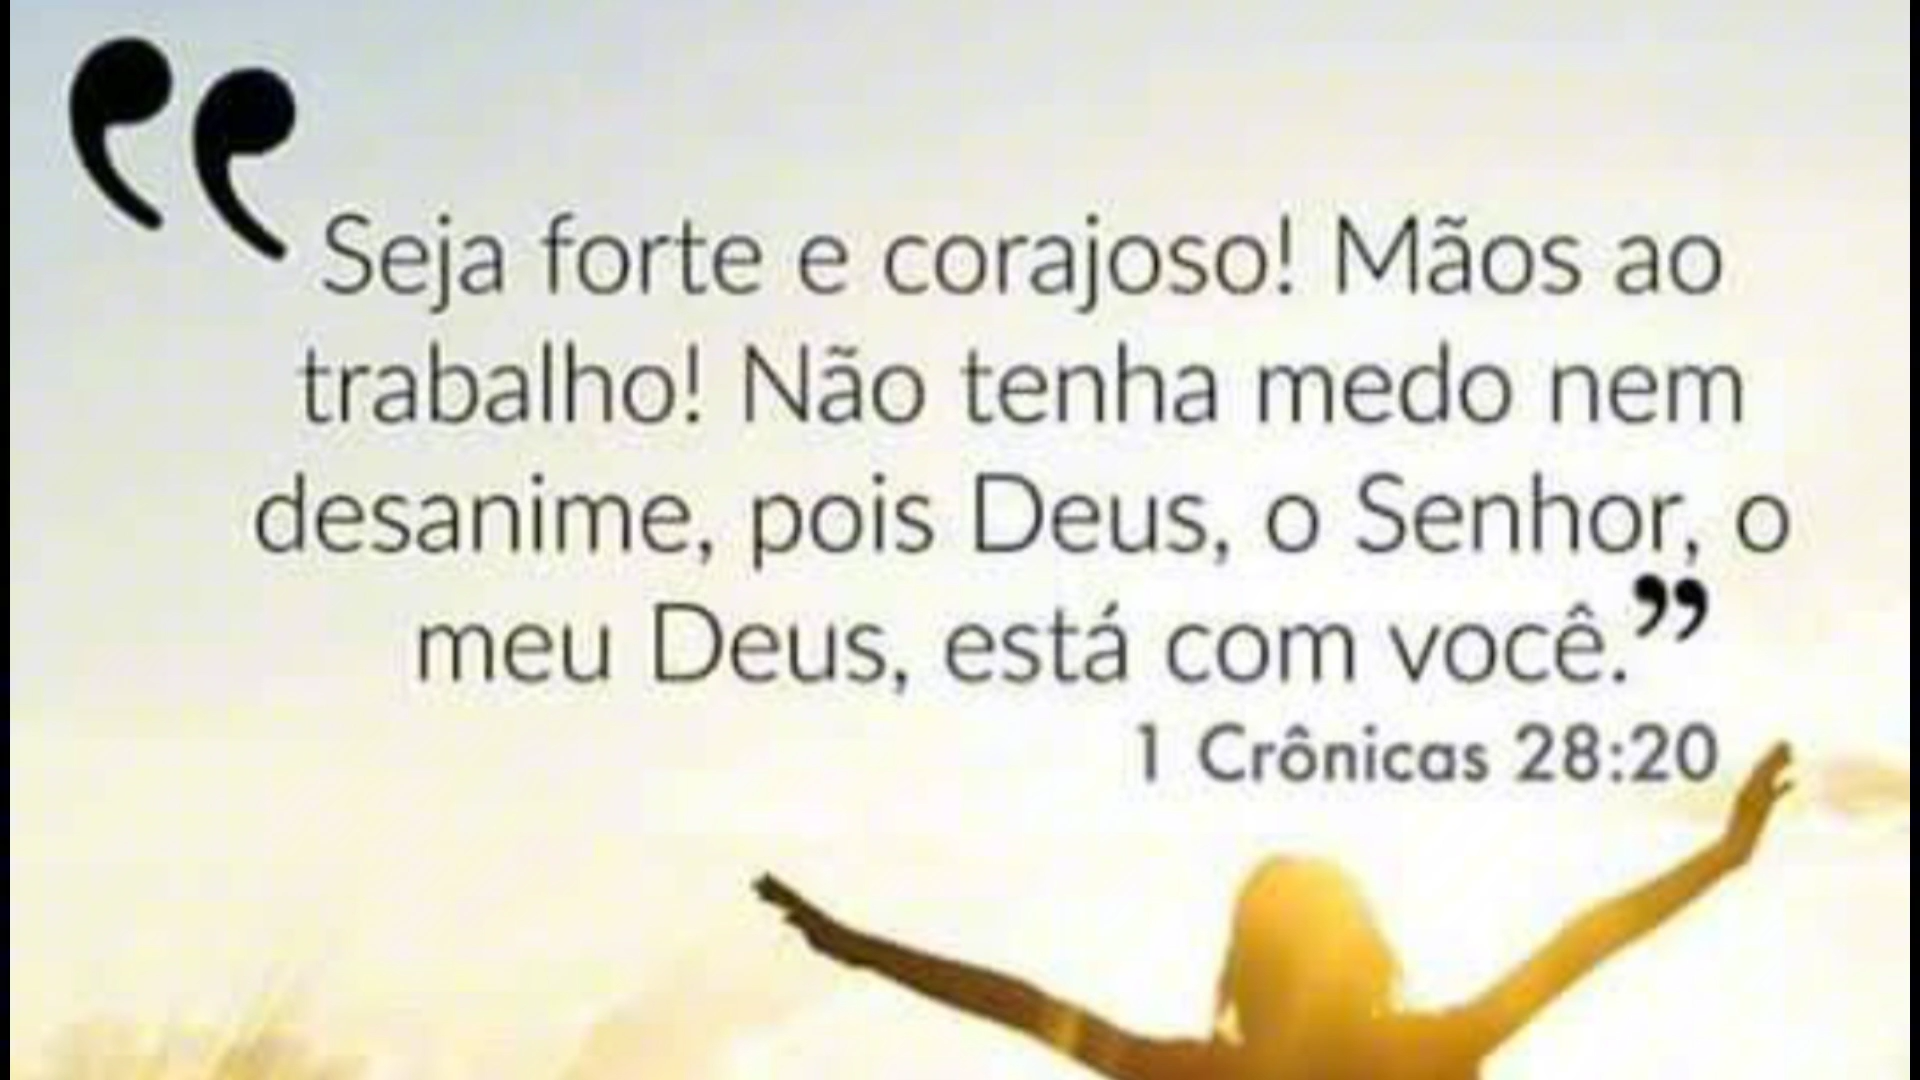 “Seja forte e corajoso! Mãos ao
trabalho! Não tenha medo nem
desanime, pois Deus, o Senhor, o
meu Deus, está com você.”
1 Crônicas 28:20